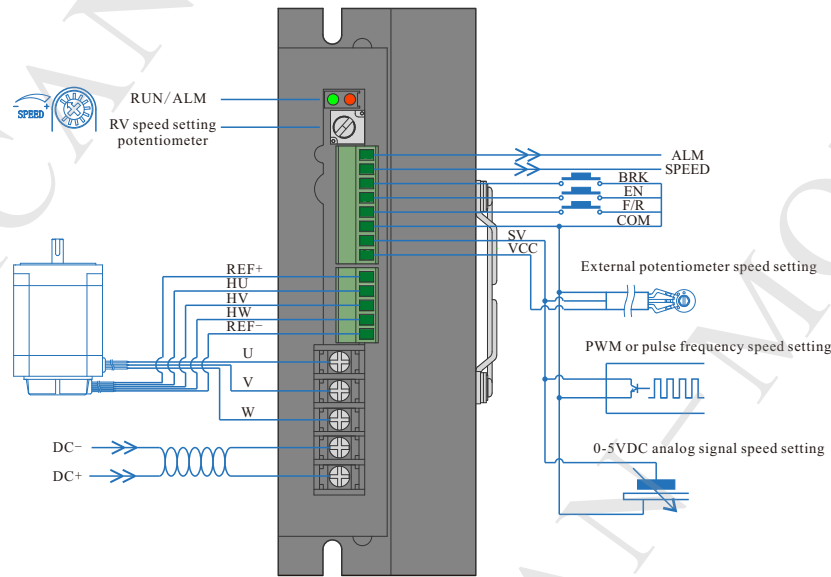 RUN/ALM
- SPEED +
RV speed setting
potentiometer
ALM
SPEED
BRK
EN
F/R
COM
SV
VCC
External potentiometer speed setting
REF+
HU
HV
HW
REF−
U
V
W
PWM or pulse frequency speed setting
DC−
DC+
0-5VDC analog signal speed setting